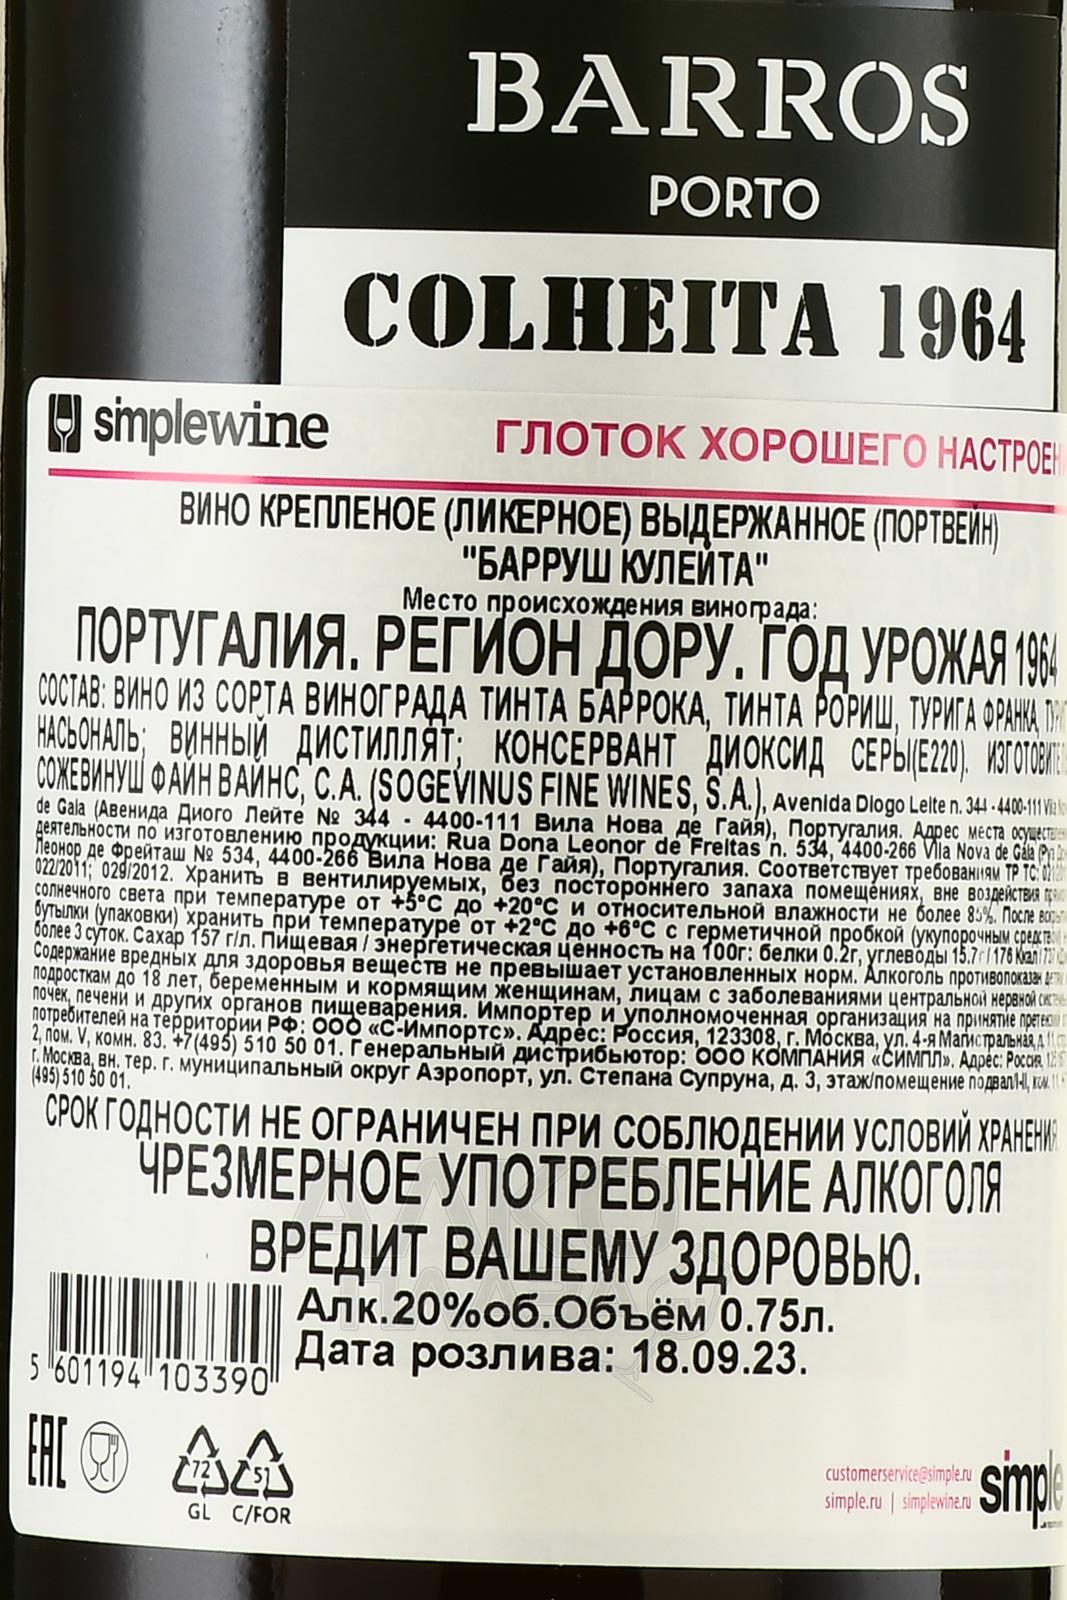 BARROS
PORTO
COLHEITA 1964
simplewine
ГЛОТОК ХОРОШЕГО
ВИНО КРЕПЛЕНОЕ (ЛИКЕРНОЕ) ВЫДЕРЖАННОЕ (ПОРТВЕЙН)
"БАРРУШ КУЛЕЙТА"
Место происхождения винограда:
ПОРТУГАЛИЯ. РЕГИОН ДОРУ. ГОД УРОЖАЯ 1964
СОСТАВ: ВИНО ИЗ СОРТА ВИНОГРАДА ТИНТА БАРРОКА, ТИНТА РОРИШ, ТУРИГА ФРАНКА,
НАСЬОНАЛЬ; ВИННЫЙ ДИСТИЛЛЯТ; КОНСЕРВАНТ ДИОКСИД СЕРЫ(Е220).
СОЖЕВИНУШ ФАЙН ВАЙНС, С.А. (SOGEVINUS FINE WINES, S.A.), Avenida Diogo Leite n. 344 - 4400-111 Vila
de Gaia (Авенида Диого Лейте № 344 - 4400-111 Вила Нова де Гайя), Португалия. Адрес места
деятельности по изготовлению продукции: Rua Dona Leonor de Freitas n. 534, 4400-266 Vila Nova de Gaia
Леонор де Фрейташ № 534, 4400-266 Вила Нова де Гайя), Португалия. Соответствует требованиям ТР ТС:
022/2011; 029/2012. Хранить в вентилируемых, без постороннего запаха помещениях, вне воздействия
солнечного света при температуре от +5°С до +20°С и относительной влажности не более 85%. После
бутылки (упаковки) хранить при температуре от +2°С до +6°С с герметичной пробкой (укупорочным
более 3 суток. Сахар 157 г/л. Пищевая / энергетическая ценность на 100г: белки 0.2г, углеводы 15.7г / 176 Ккал /
Содержание вредных для здоровья веществ не превышает установленных норм. Алкоголь противопоказан
подросткам до 18 лет, беременным и кормящим женщинам, лицам с заболеваниями центральной нервной
почек, печени и других органов пищеварения. Импортер и уполномоченная организация на принятие
потребителей на территории РФ: ООО «С-Импортс». Адрес: Россия, 123308, г. Москва, ул. 4-я Магистральная,
2, пом. V, комн. 83. +7(495) 510 50 01. Генеральный дистрибьютор: ООО КОМПАНИЯ «СИМПЛ». Адрес: Россия,
г. Москва, вн. тер. г. муниципальный округ Аэропорт, ул. Степана Супруна, д. 3, этаж/помещение подвал/I-II,
(495) 510 50 01.
СРОК ГОДНОСТИ НЕ ОГРАНИЧЕН ПРИ СОБЛЮДЕНИИ УСЛОВИЙ ХРАНЕНИЯ
ЧРЕЗМЕРНОЕ УПОТРЕБЛЕНИЕ АЛКОГОЛЯ
ВРЕДИТ ВАШЕМУ ЗДОРОВЬЮ.
Алк.20%об.Объём 0.75л.
Дата розлива: 18.09.23.
5 601194 103390
EAC
72 51
GL C/FOR
customerservice@simple.ru
simple.ru | simplewine.ru
simple